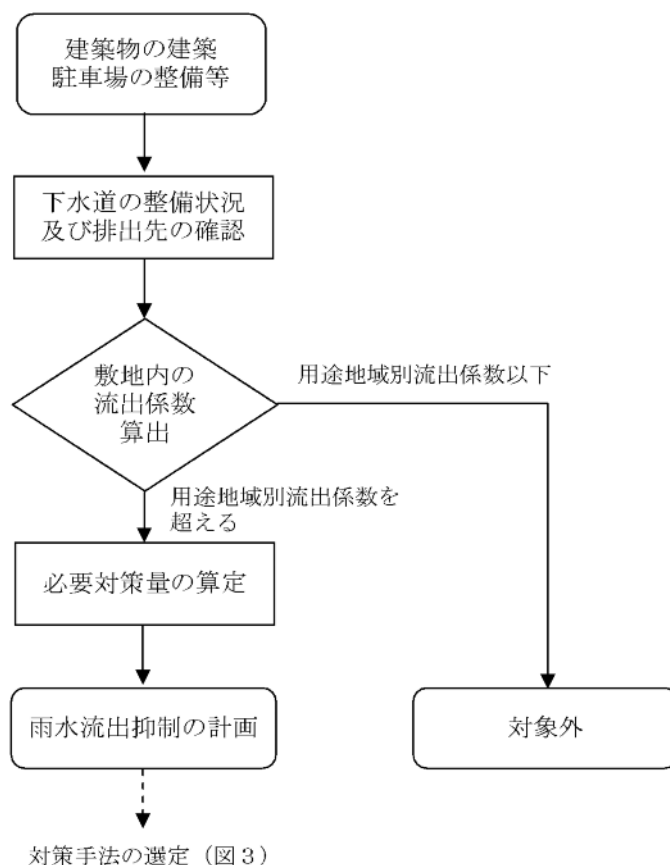 建築物の建築
駐車場の整備等
下水道の整備状況
及び排出先の確認
敷地内の
流出係数
算出
用途地域別流出係数以下
用途地域別流出係数を
超える
必要対策量の算定
雨水流出抑制の計画
対象外
対策手法の選定（図３）